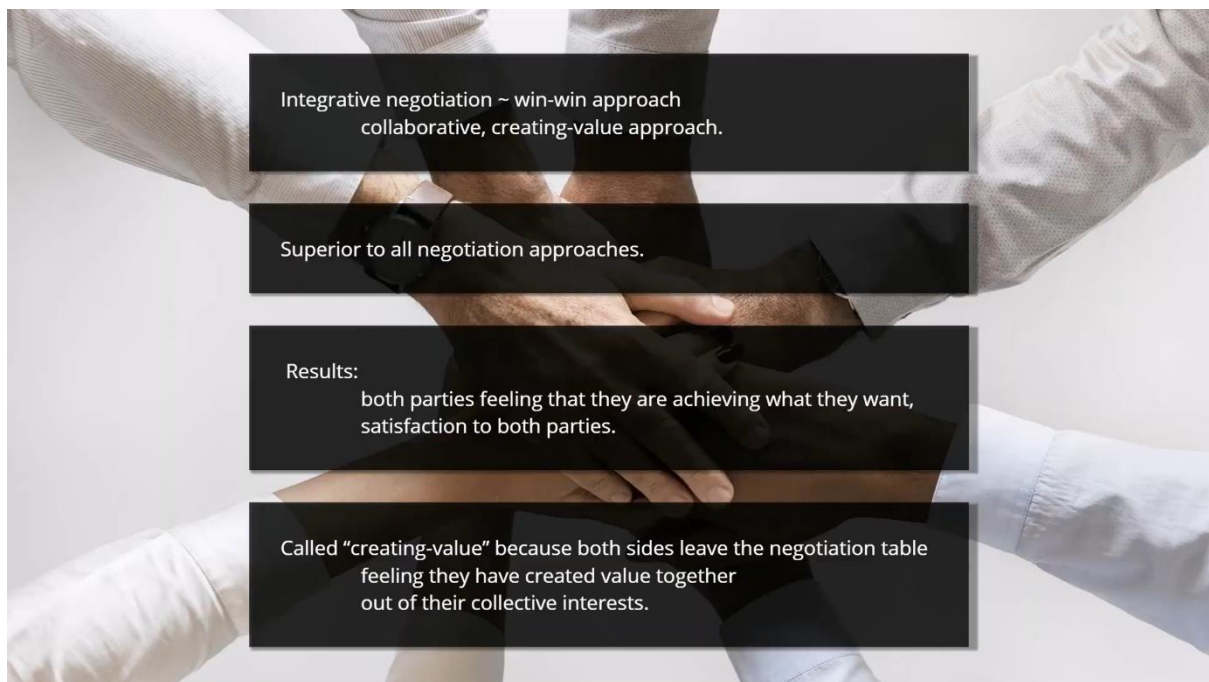 Integrative negotiation ~ win-win approach
collaborative, creating-value approach.
Superior to all negotiation approaches.
Results:
both parties feeling that they are achieving what they want,
satisfaction to both parties.
Called “creating-value” because both sides leave the negotiation table
feeling they have created value together
out of their collective interests.